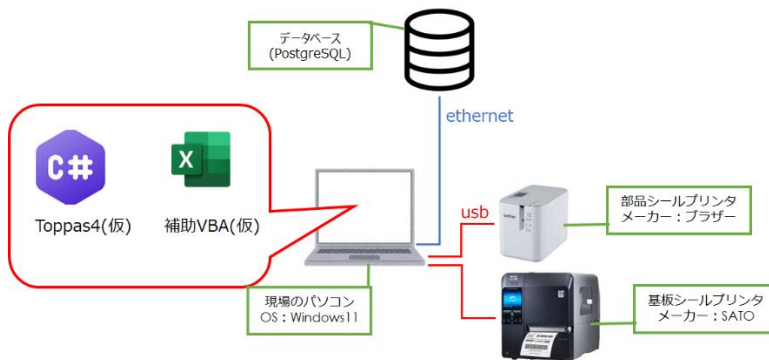 データベース
(PostgreSQL)
ethernet
C#
X
Toppas4(仮)
補助VBA(仮)
usb
brother
部品シールプリンタ
メーカー：ブラザー
現場のパソコン
OS：Windows11
基板シールプリンタ
メーカー：SATO